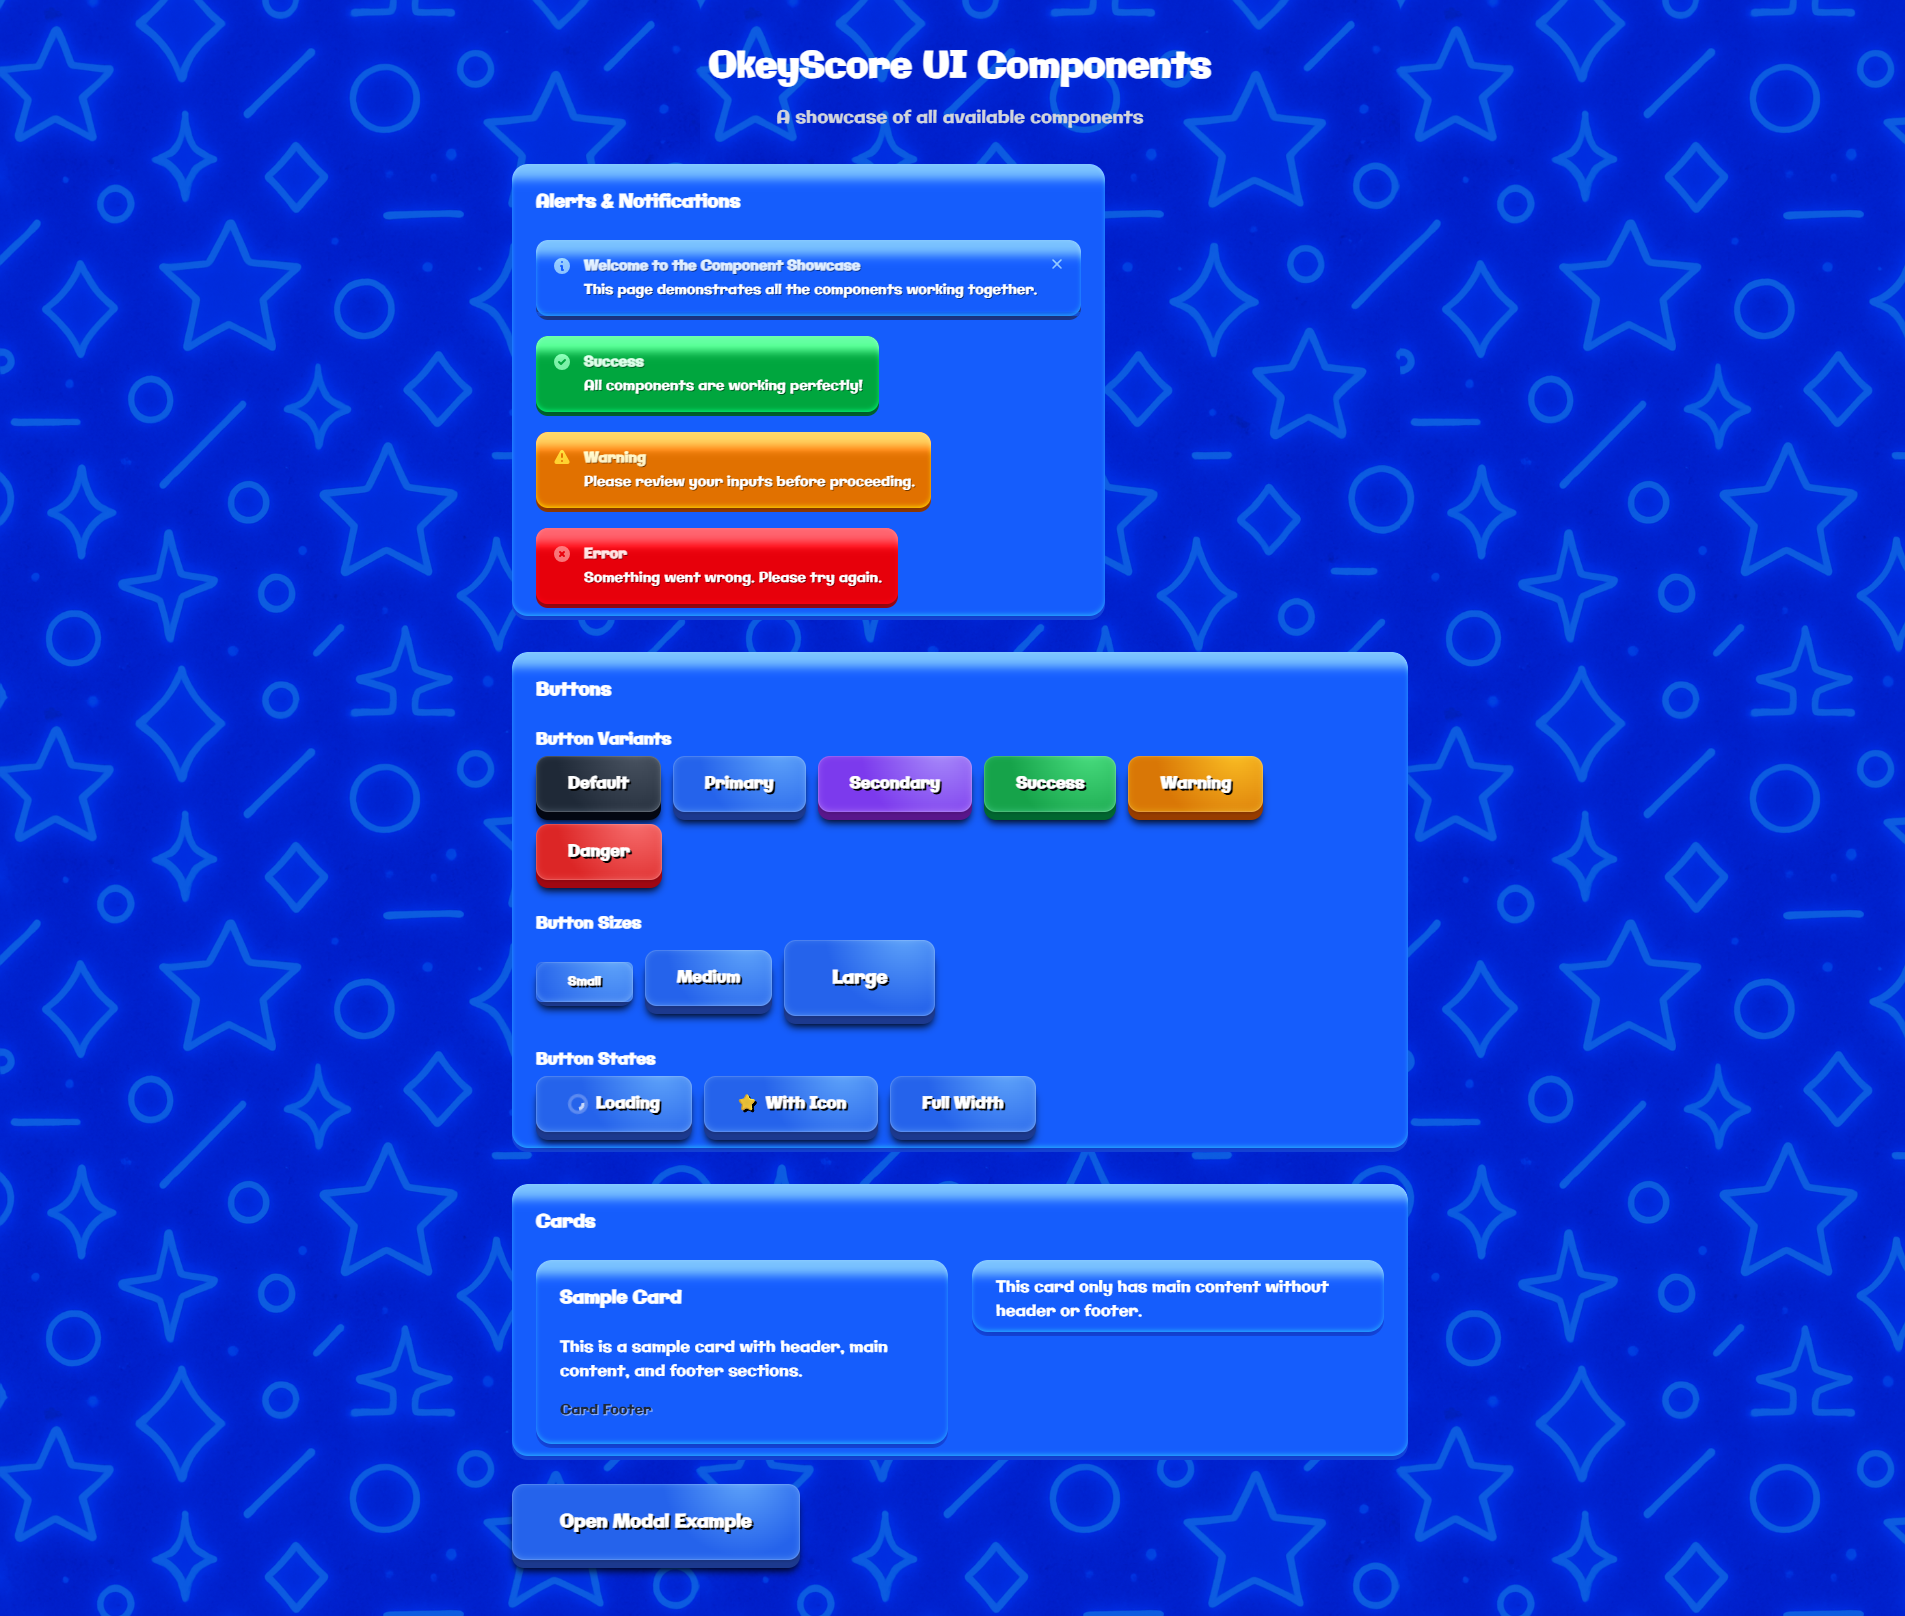 OkeyScore UI Components
A showcase of all available components
Alerts & Notifications
Welcome to the Component Showcase
This page demonstrates all the components working together.
Success
All components are working perfectly!
Warning
Please review your inputs before proceeding.
Error
Something went wrong. Please try again.
Buttons
Button Variants
Default
Primary
Secondary
Success
Warning
Danger
Button Sizes
Small
Medium
Large
Button States
Loading
With Icon
Full Width
Cards
Sample Card
This is a sample card with header, main
content, and footer sections.
Card Footer
This card only has main content without
header or footer.
Open Modal Example